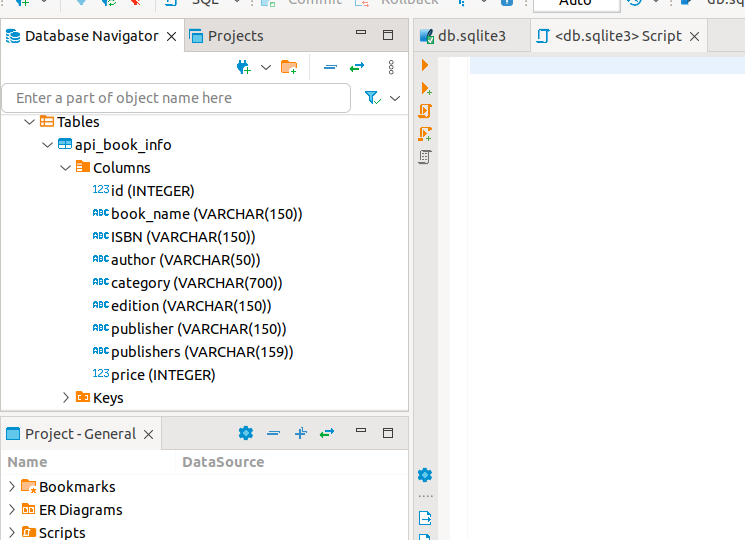 SQL
Commit
Rollback
Auto
db.sq
Database Navigator
Projects
db.sqlite3
<db.sqlite3> Script
Enter a part of object name here
Tables
api_book_info
Columns
123 id (INTEGER)
ABC book_name (VARCHAR(150))
ABC ISBN (VARCHAR(150))
ABC author (VARCHAR(50))
ABC category (VARCHAR(700))
ABC edition (VARCHAR(150))
ABC publisher (VARCHAR(150))
ABC publishers (VARCHAR(159))
123 price (INTEGER)
Keys
Project - General
Name DataSource
Bookmarks
ER Diagrams
Scripts